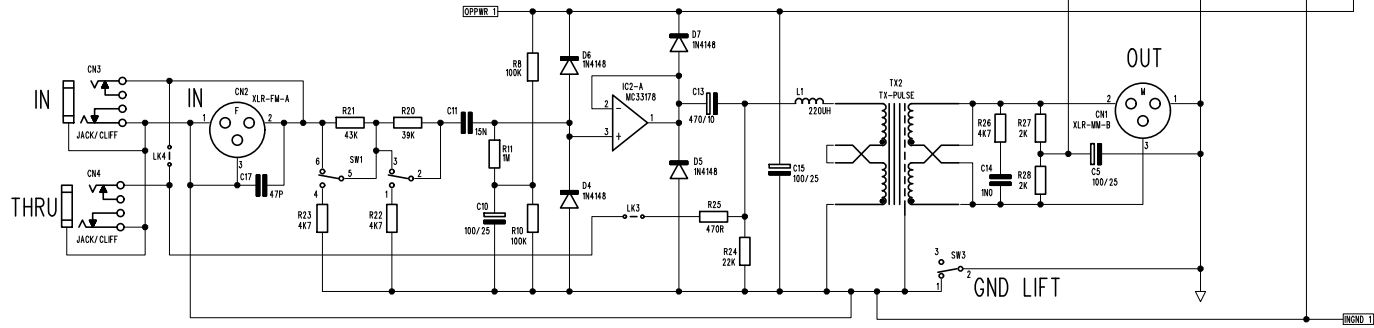 OPPWR 1
IN
CN3
JACK/CLIFF
LK4
THRU
CN4
JACK/CLIFF
IN
CN2
XLR-FM-A
F
1
2
3
C17
47P
R21
43K
R20
39K
C11
15N
SW1
6
5
4
3
2
1
R23
4K7
R22
4K7
R11
1M
C10
100/25
R8
100K
R10
100K
D6
1N4148
D4
1N4148
IC2-A
MC33178
2
3
1
D7
1N4148
D5
1N4148
C13
470/10
LK3
R25
470R
R24
22K
L1
220UH
C15
100/25
TX2
TX-PULSE
R26
4K7
C14
1N0
R27
2K
R28
2K
OUT
M
2
1
3
CN1
XLR-MM-B
C5
100/25
3
SW3
2
1
GND LIFT
INGND 1